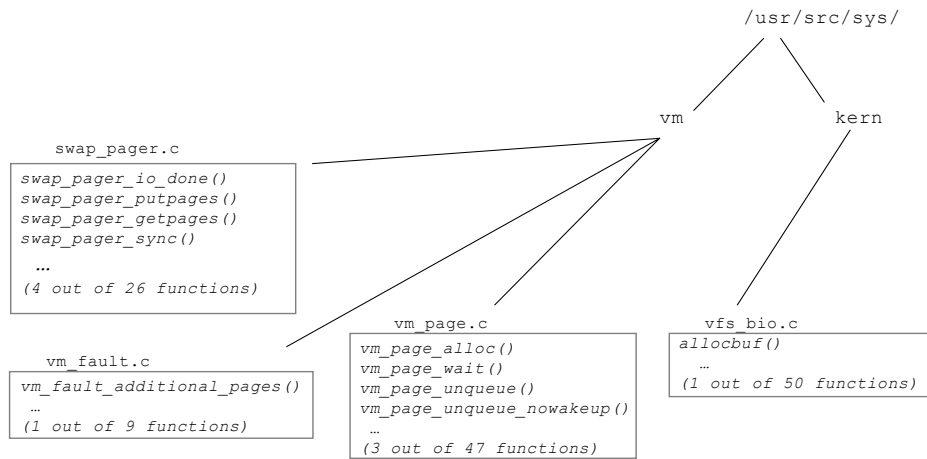 /usr/src/sys/
vm
kern
swap_pager.c
swap_pager_io_done()
swap_pager_putpages()
swap_pager_getpages()
swap_pager_sync()
…
(4 out of 26 functions)
vm_fault.c
vm_fault_additional_pages()
…
(1 out of 9 functions)
vm_page.c
vm_page_alloc()
vm_page_wait()
vm_page_unqueue()
vm_page_unqueue_nowakeup()
…
(3 out of 47 functions)
vfs_bio.c
allocbuf()
…
(1 out of 50 functions)